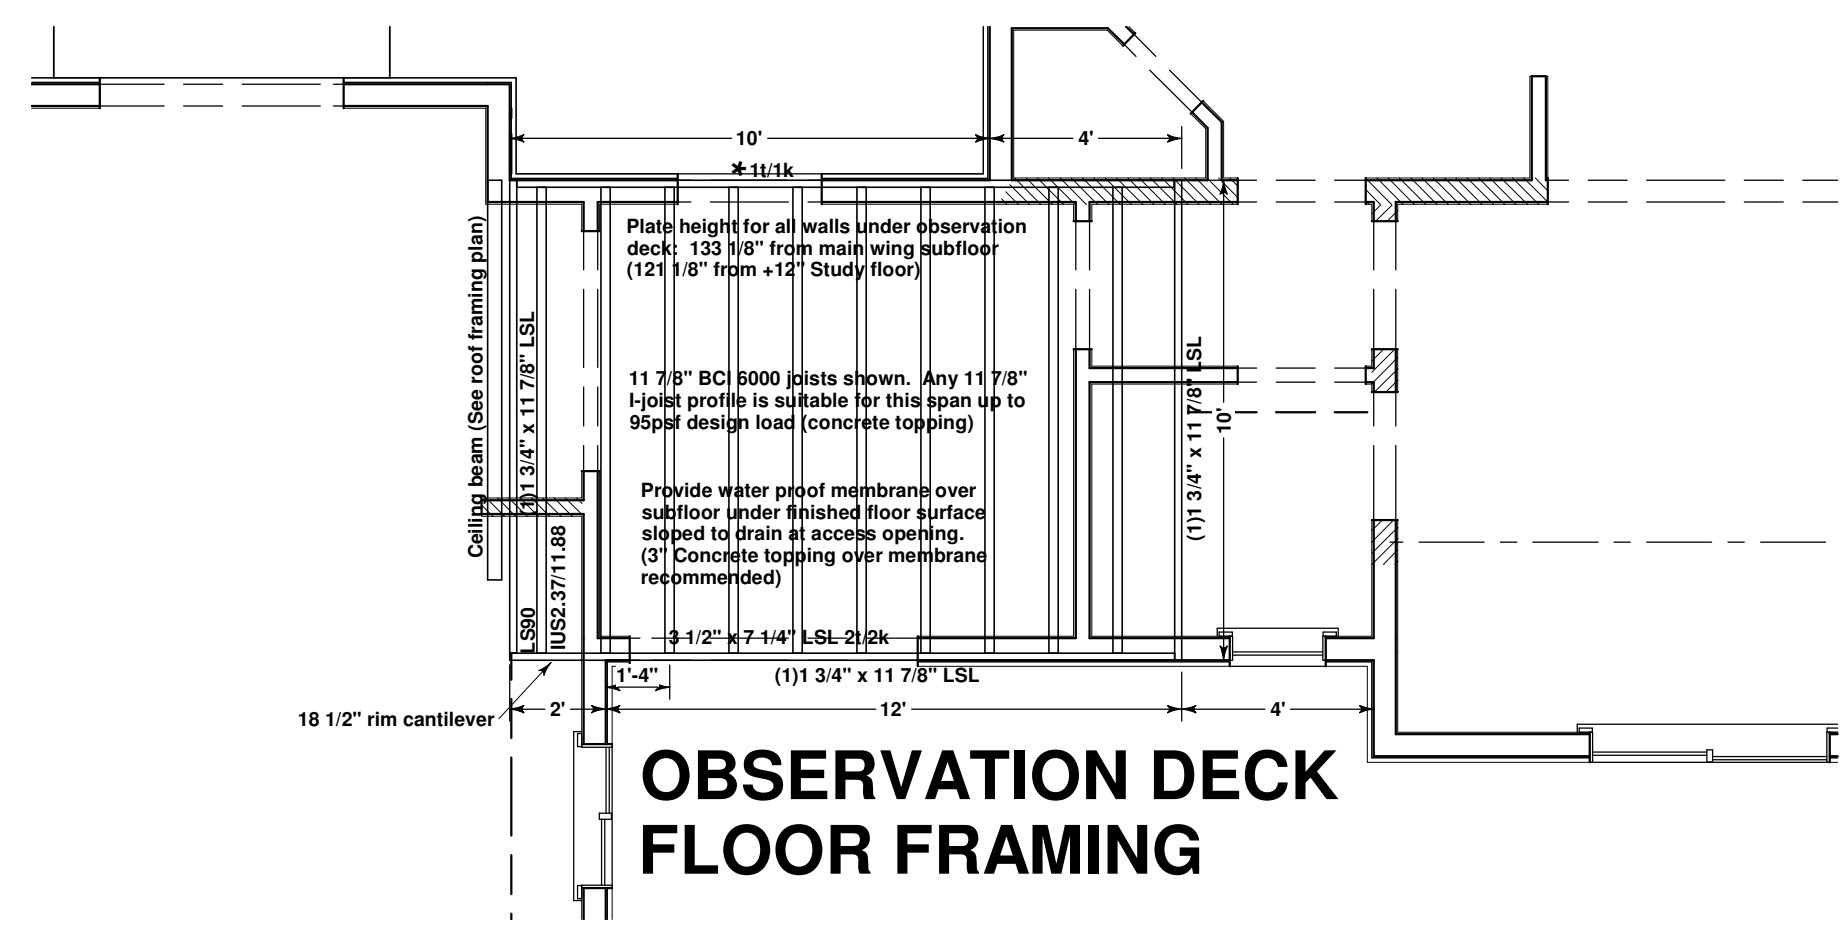 10'
4'
*1t/1k
Plate height for all walls under observation
deck: 133 1/8" from main wing subfloor
(121 1/8" from +12" Study floor)
Ceiling beam (See roof framing plan)
(1)1 3/4" x 11 7/8" LSL
11 7/8" BCI 6000 joists shown. Any 11 7/8"
I-joist profile is suitable for this span up to
95psf design load (concrete topping)
(1)1 3/4" x 11 7/8" LSL
10'
Provide water proof membrane over
subfloor under finished floor surface
sloped to drain at access opening.
(3" Concrete topping over membrane
recommended)
LS90
IUS2.37/11.88
3 1/2" x 7 1/4" LSL 2t/2k
1'-4"
(1)1 3/4" x 11 7/8" LSL
18 1/2" rim cantilever
2'
12'
4'
OBSERVATION DECK
FLOOR FRAMING